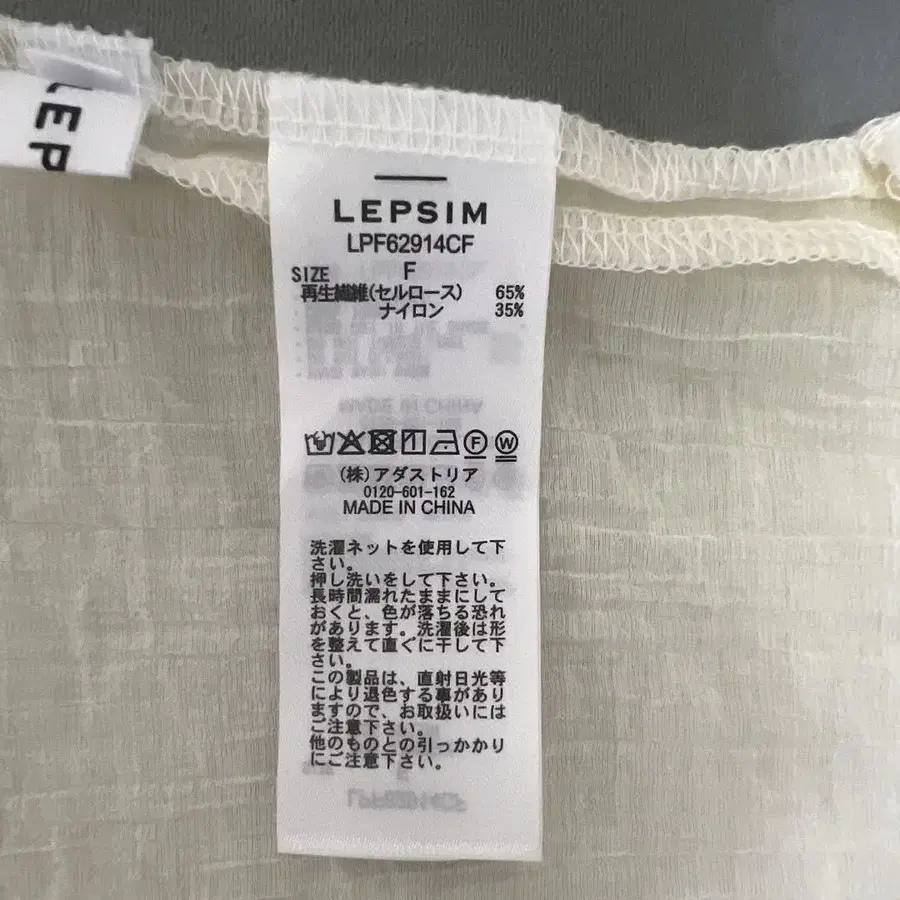 LEP
LEPSIM
LPF62914CF
SIZE F
再生繊維(セルロース) 65%
ナイロン 35%
MADE IN CHINA
F W
(株)アダストリア
0120-601-162
MADE IN CHINA
洗濯ネットを使用して下
さい。
押し洗いをして下さい。
長時間濡れたままにして
おくと、色が落ちる恐れ
があります。洗濯後は形
を整えて直ぐに干して下
さい。
この製品は、直射日光等
により退色する事があり
ますので、お取扱いには
ご注意下さい。
他のものとの引っかかり
にご注意下さい。
LPF62914CF